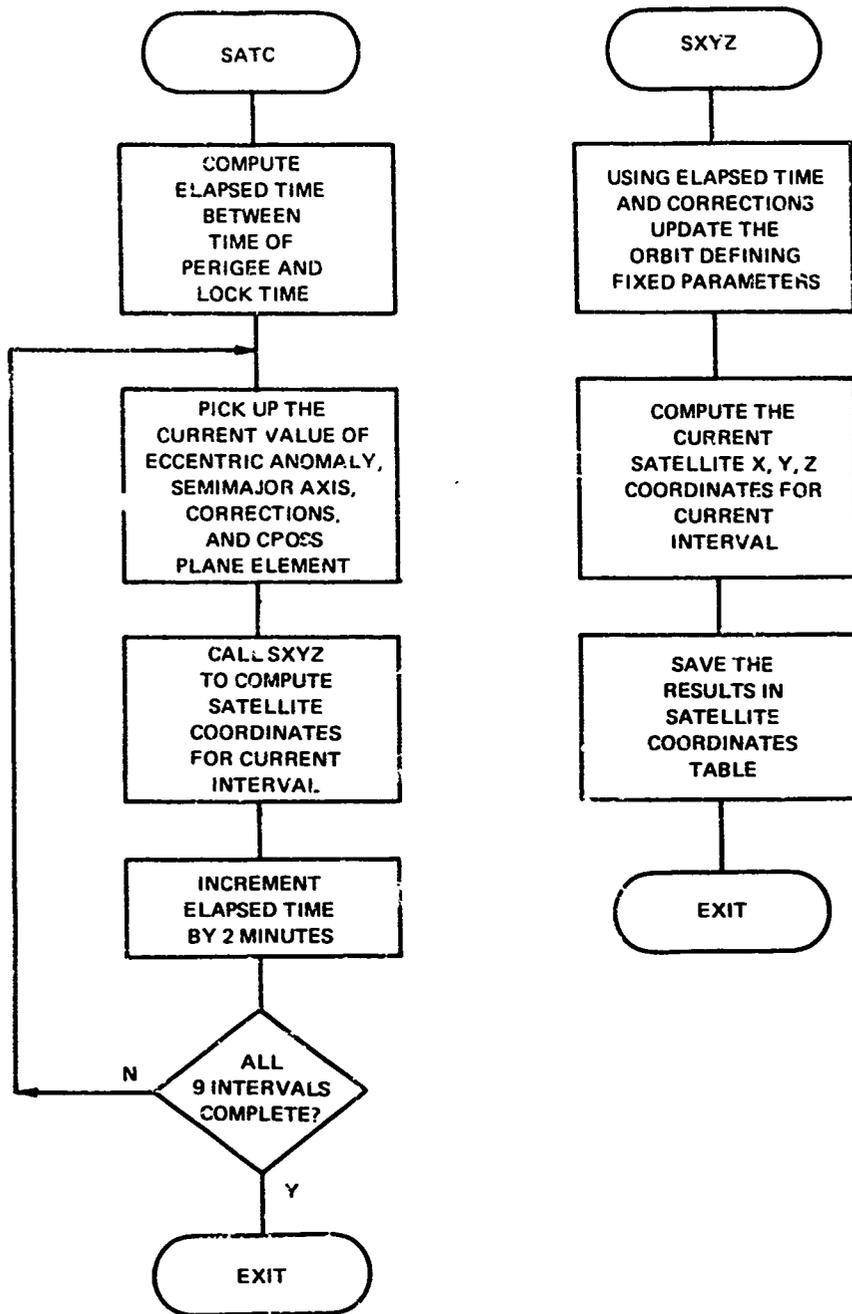 SATC
COMPUTE
ELAPSED TIME
BETWEEN
TIME OF
PERIGEE AND
LOCK TIME
PICK UP THE
CURRENT VALUE OF
ECCENTRIC ANOMALY,
SEMIMAJOR AXIS,
CORRECTIONS,
AND CROSS
PLANE ELEMENT
CALL SXYZ
TO COMPUTE
SATELLITE
COORDINATES
FOR CURRENT
INTERVAL
INCREMENT
ELAPSED TIME
BY 2 MINUTES
N
ALL
9 INTERVALS
COMPLETE?
Y
EXIT
SXYZ
USING ELAPSED TIME
AND CORRECTIONS
UPDATE THE
ORBIT DEFINING
FIXED PARAMETERS
COMPUTE THE
CURRENT
SATELLITE X, Y, Z
COORDINATES FOR
CURRENT
INTERVAL
SAVE THE
RESULTS IN
SATELLITE
COORDINATES
TABLE
EXIT